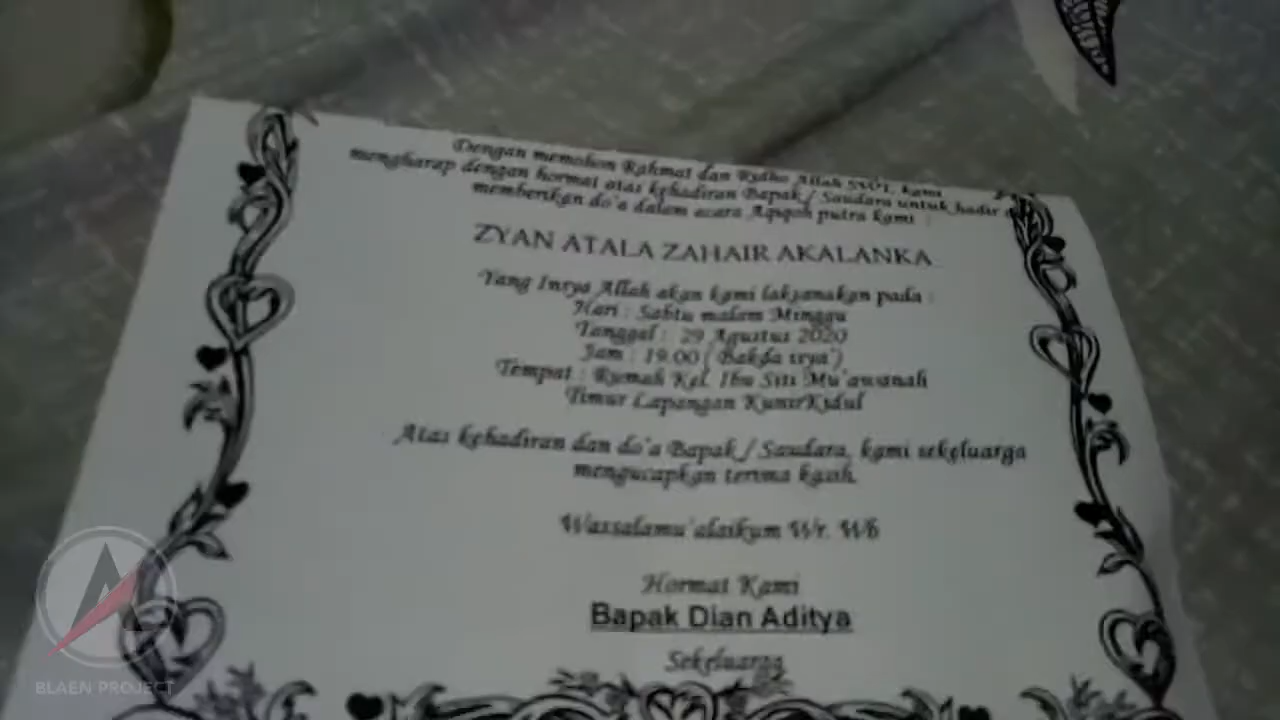 Dengan memohon Rahmat dan Ridho Allah SWT, kami
mengharap dengan hormat atas kehadiran Bapak / Saudara untuk hadir
memberikan do'a dalam acara Aqiqoh putra kami :
ZYAN ATALA ZAHAIR AKALANKA
Yang Insya Allah akan kami laksanakan pada :
Hari : Sabtu malam Minggu
Tanggal : 29 Agustus 2020
Jam : 19.00 ( Bakda isya')
Tempat : Rumah Kel. Ibu Siti Mu'awanah
Timur Lapangan KunirKidul
Atas kehadiran dan do'a Bapak / Saudara, kami sekeluarga
mengucapkan terima kasih.
Wassalamu'alaikum Wr. Wb
Hormat Kami
Bapak Dian Aditya
Sekeluarga
BLAEN PROJECT